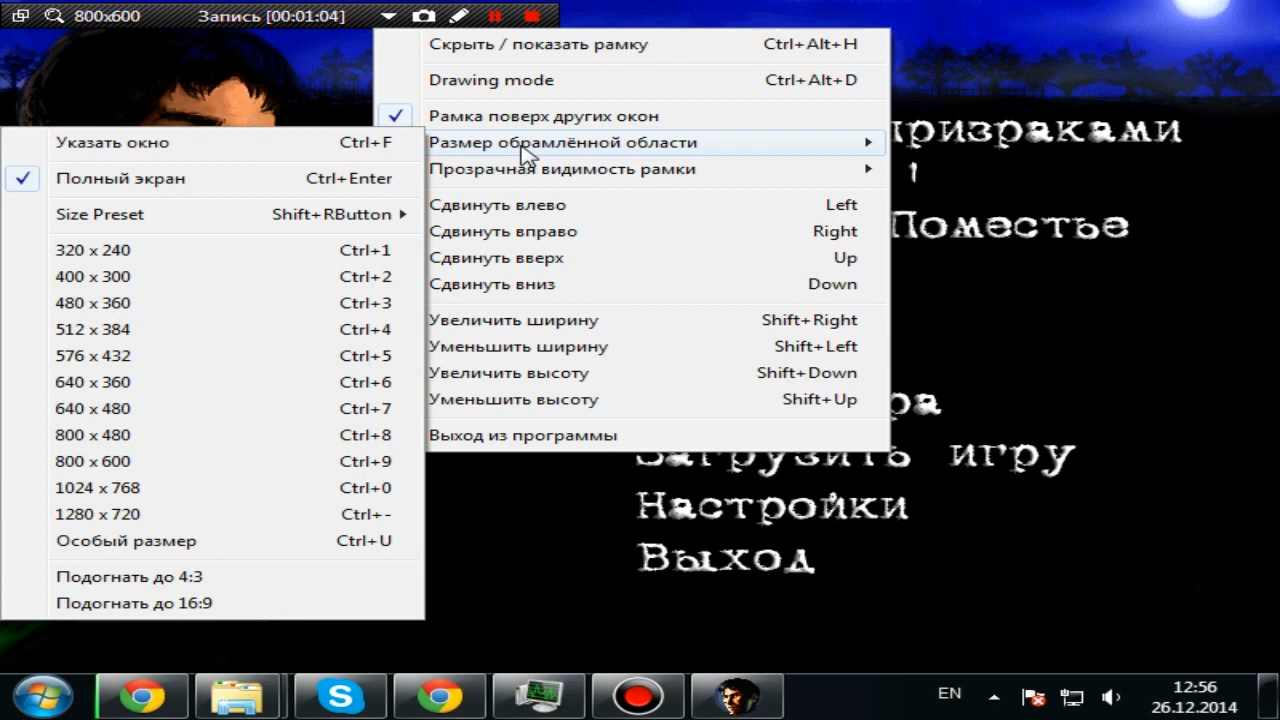 800x600 Запись [00:01:04]
Скрыть / показать рамку Ctrl+Alt+H
Drawing mode Ctrl+Alt+D
Рамка поверх других окон
Размер обрамлённой области
Прозрачная видимость рамки
Сдвинуть влево Left
Сдвинуть вправо Right
Сдвинуть вверх Up
Сдвинуть вниз Down
Увеличить ширину Shift+Right
Уменьшить ширину Shift+Left
Увеличить высоту Shift+Down
Уменьшить высоту Shift+Up
Выход из программы
Указать окно Ctrl+F
Полный экран Ctrl+Enter
Size Preset Shift+RButton
320 x 240 Ctrl+1
400 x 300 Ctrl+2
480 x 360 Ctrl+3
512 x 384 Ctrl+4
576 x 432 Ctrl+5
640 x 360 Ctrl+6
640 x 480 Ctrl+7
800 x 480 Ctrl+8
800 x 600 Ctrl+9
1024 x 768 Ctrl+0
1280 x 720 Ctrl+-
Особый размер Ctrl+U
Подогнать до 4:3
Подогнать до 16:9
призраками
Поместье
Загрузить игру
Настройки
Выход
EN
12:56
26.12.2014